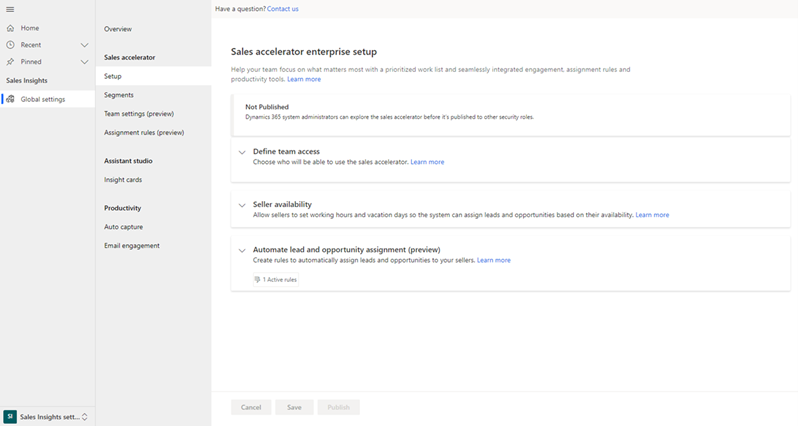 Home
Recent
Pinned
Sales Insights
Global settings
SI Sales Insights sett...
Overview
Sales accelerator
Setup
Segments
Team settings (preview)
Assignment rules (preview)
Assistant studio
Insight cards
Productivity
Auto capture
Email engagement
Have a question? Contact us
Sales accelerator enterprise setup
Help your team focus on what matters most with a prioritized work list and seamlessly integrated engagement, assignment rules and
productivity tools. Learn more
Not Published
Dynamics 365 system administrators can explore the sales accelerator before it's published to other security roles.
Define team access
Choose who will be able to use the sales accelerator. Learn more
Seller availability
Allow sellers to set working hours and vacation days so the system can assign leads and opportunities based on their availability. Learn more
Automate lead and opportunity assignment (preview)
Create rules to automatically assign leads and opportunities to your sellers. Learn more
1 Active rules
Cancel Save Publish